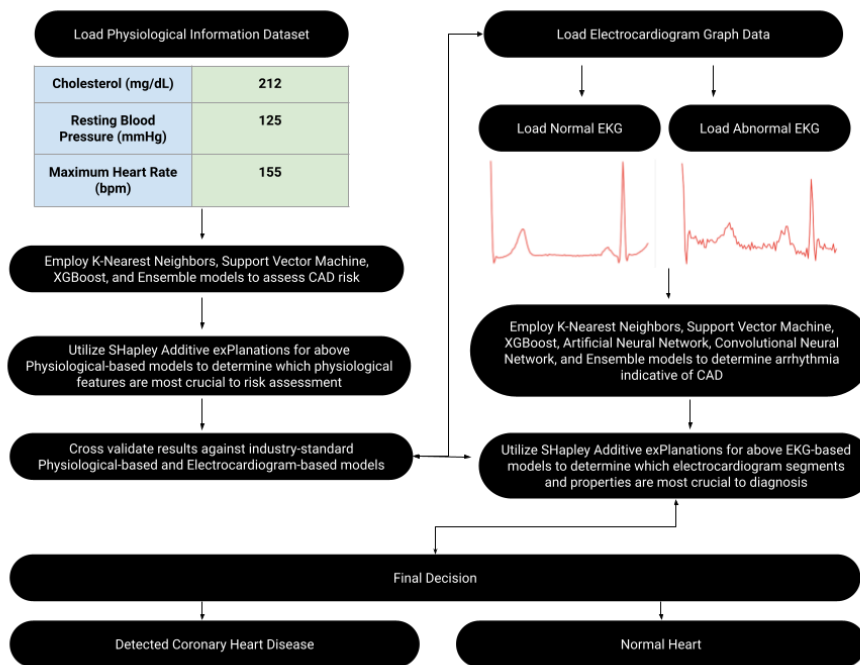 Load Physiological Information Dataset
Cholesterol (mg/dL) 212
Resting Blood
Pressure (mmHg) 125
Maximum Heart Rate
(bpm) 155
Employ K-Nearest Neighbors, Support Vector Machine,
XGBoost, and Ensemble models to assess CAD risk
Utilize SHapley Additive exPlanations for above
Physiological-based models to determine which physiological
features are most crucial to risk assessment
Cross validate results against industry-standard
Physiological-based and Electrocardiogram-based models
Load Electrocardiogram Graph Data
Load Normal EKG
Load Abnormal EKG
Employ K-Nearest Neighbors, Support Vector Machine,
XGBoost, Artificial Neural Network, Convolutional Neural
Network, and Ensemble models to determine arrhythmia
indicative of CAD
Utilize SHapley Additive exPlanations for above EKG-based
models to determine which electrocardiogram segments
and properties are most crucial to diagnosis
Final Decision
Detected Coronary Heart Disease
Normal Heart